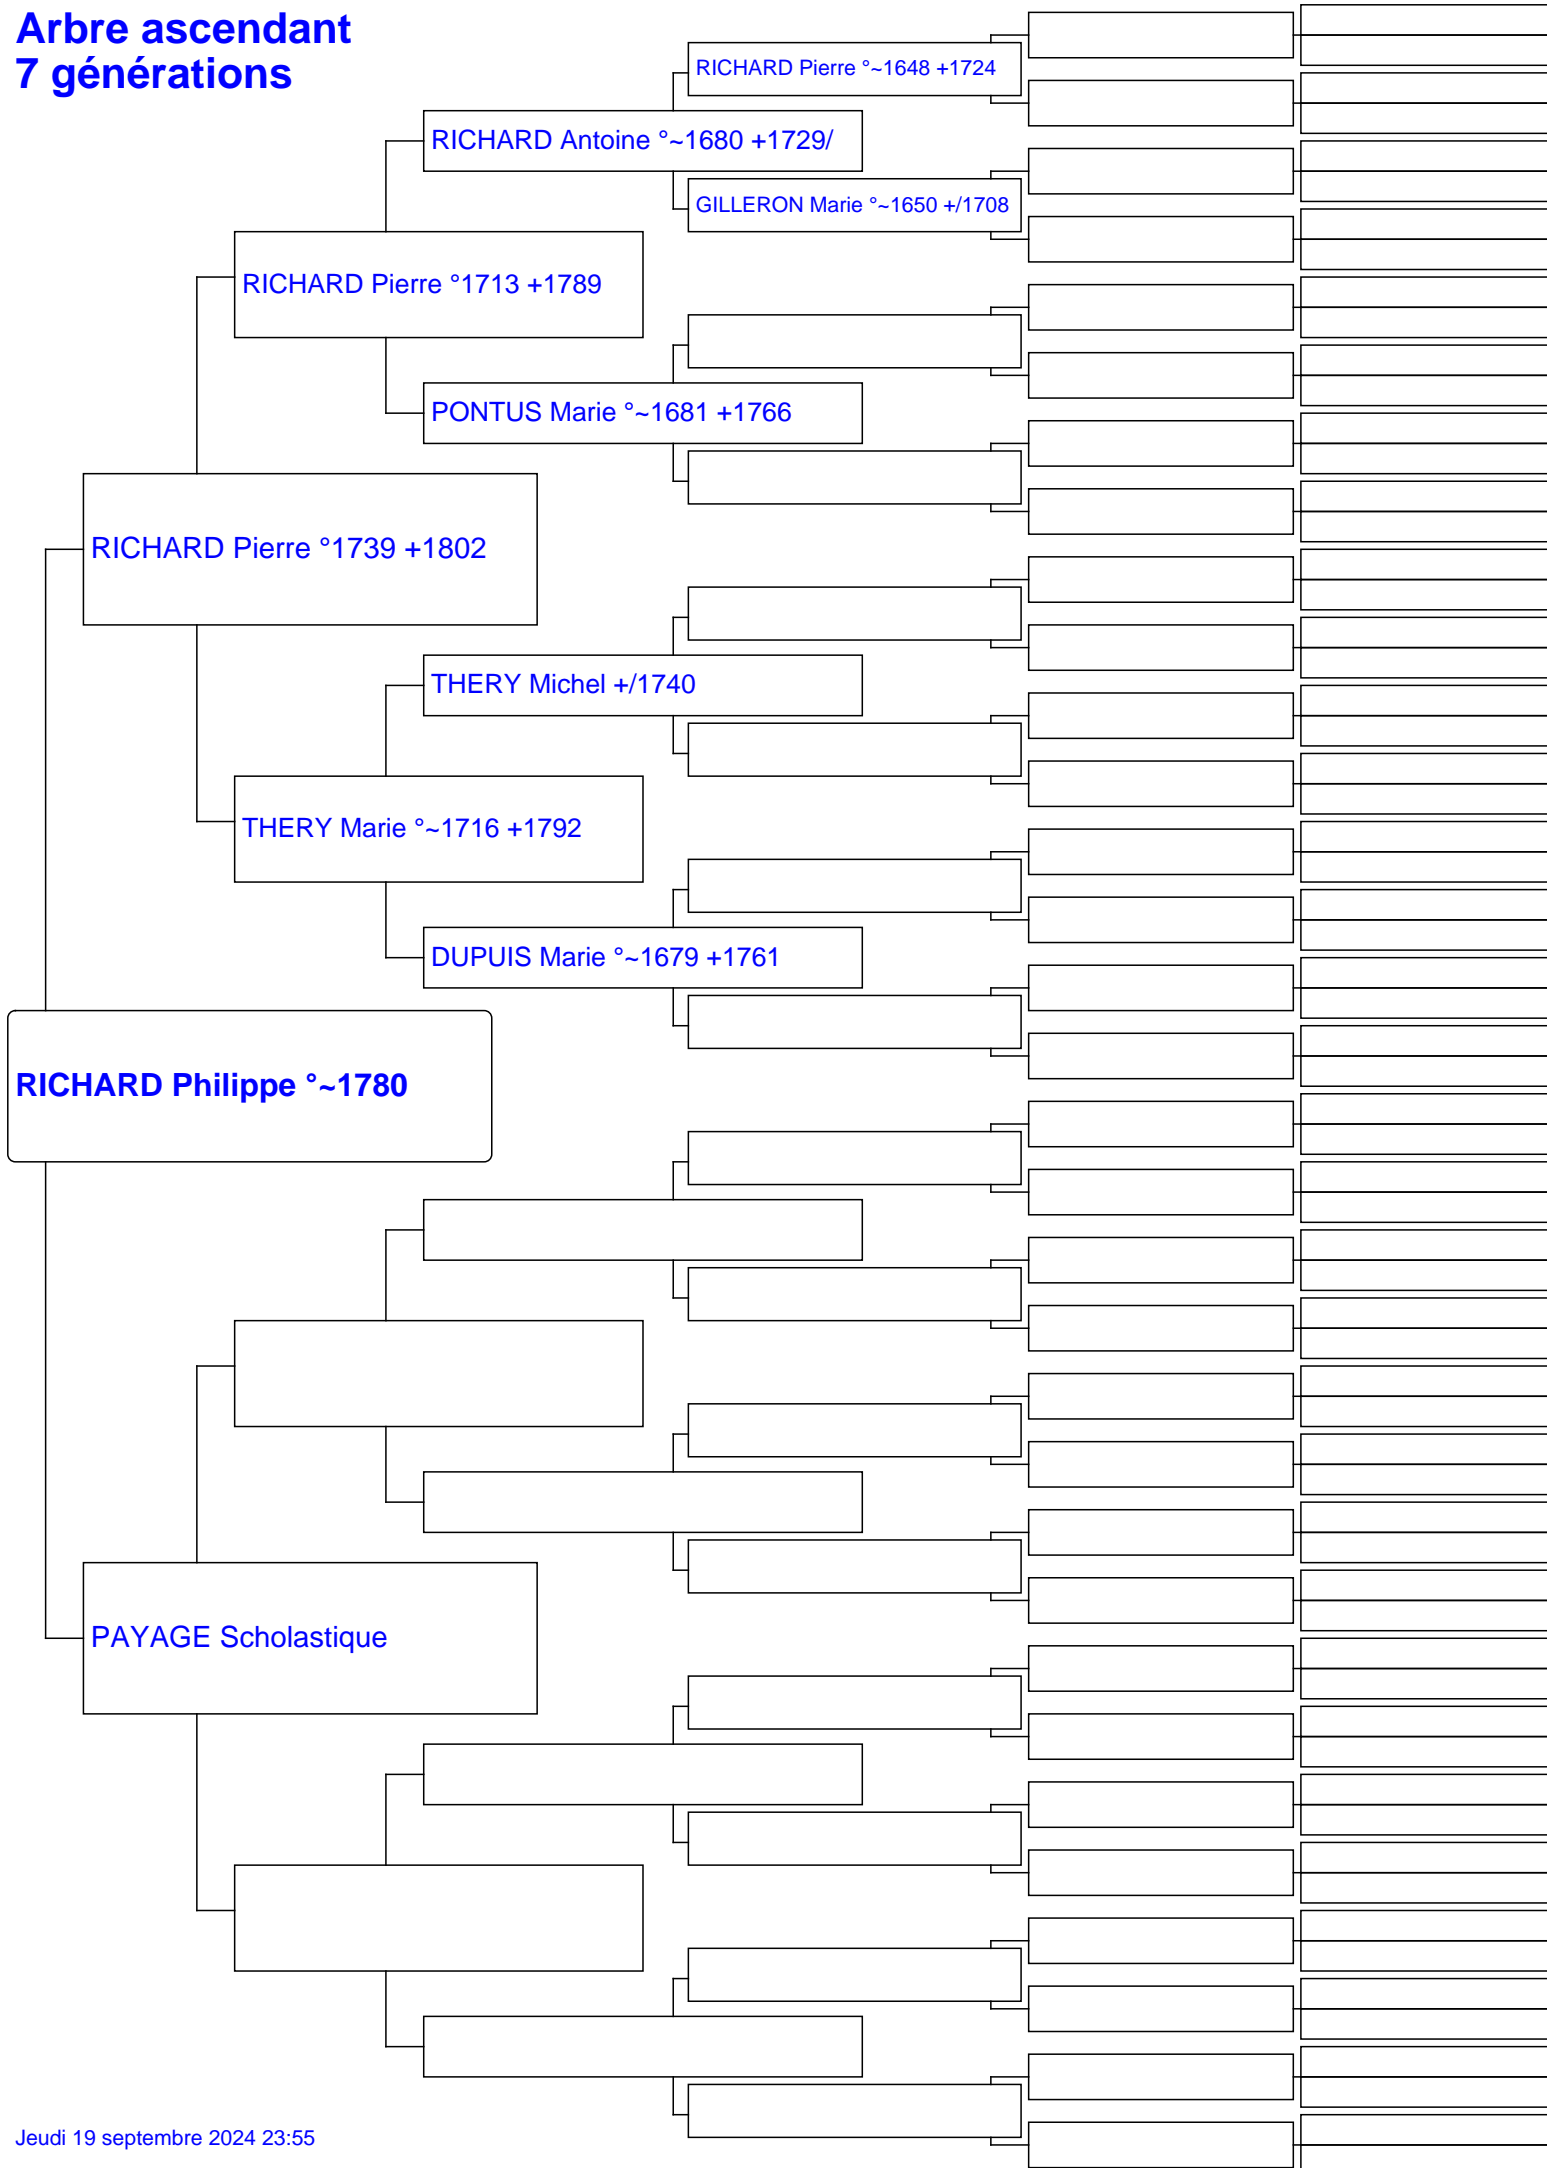 Arbre ascendant
7 générations
RICHARD Pierre °~1648 +1724
RICHARD Antoine °~1680 +1729/
GILLERON Marie °~1650 +/1708
RICHARD Pierre °1713 +1789
PONTUS Marie °~1681 +1766
RICHARD Pierre °1739 +1802
THERY Michel +/1740
THERY Marie °~1716 +1792
DUPUIS Marie °~1679 +1761
RICHARD Philippe °~1780
PAYAGE Scholastique
Jeudi 19 septembre 2024 23:55